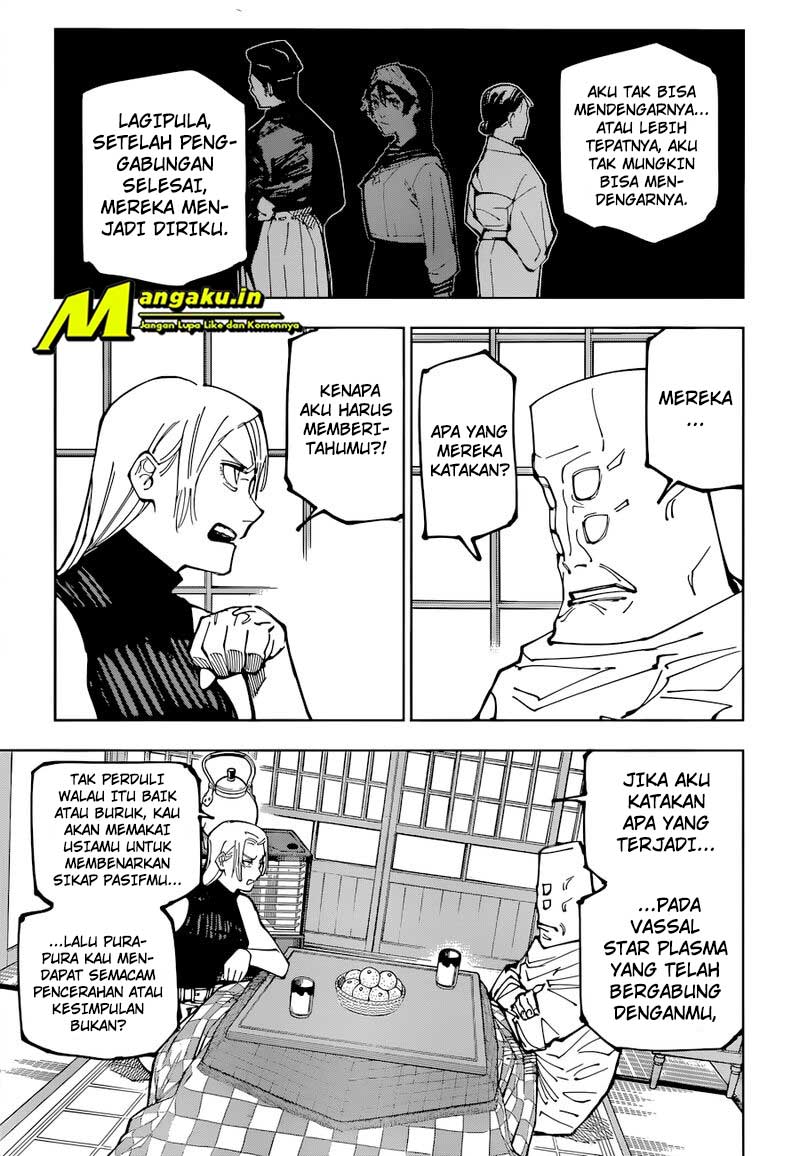 AKU TAK BISA
MENDENGARNYA...
ATAU LEBIH
TEPATNYA, AKU
TAK MUNGKIN
BISA MEN-
DENGARNYA.
LAGIPULA,
SETELAH PENG-
GABUNGAN
SELESAI,
MEREKA MEN-
JADI DIRIKU.
Mangaku.in
Jangan Lupa Like dan Komennya
MEREKA
...
APA YANG
MEREKA
KATAKAN?
KENAPA
AKU HARUS
MEMBERI-
TAHUMU?!
JIKA AKU
KATAKAN
APA YANG
TERJADI...
...PADA
VASSAL
STAR PLASMA
YANG TELAH
BERGABUNG
DENGANMU,
TAK PERDULI
WALAU ITU BAIK
ATAU BURUK, KAU
AKAN MEMAKAI
USIAMU UNTUK
MEMBENARKAN
SIKAP PASIFMU...
...LALU PURA-
PURA KAU MEN-
DAPAT SEMACAM
PENCERAHAN ATAU
KESIMPULAN
BUKAN?